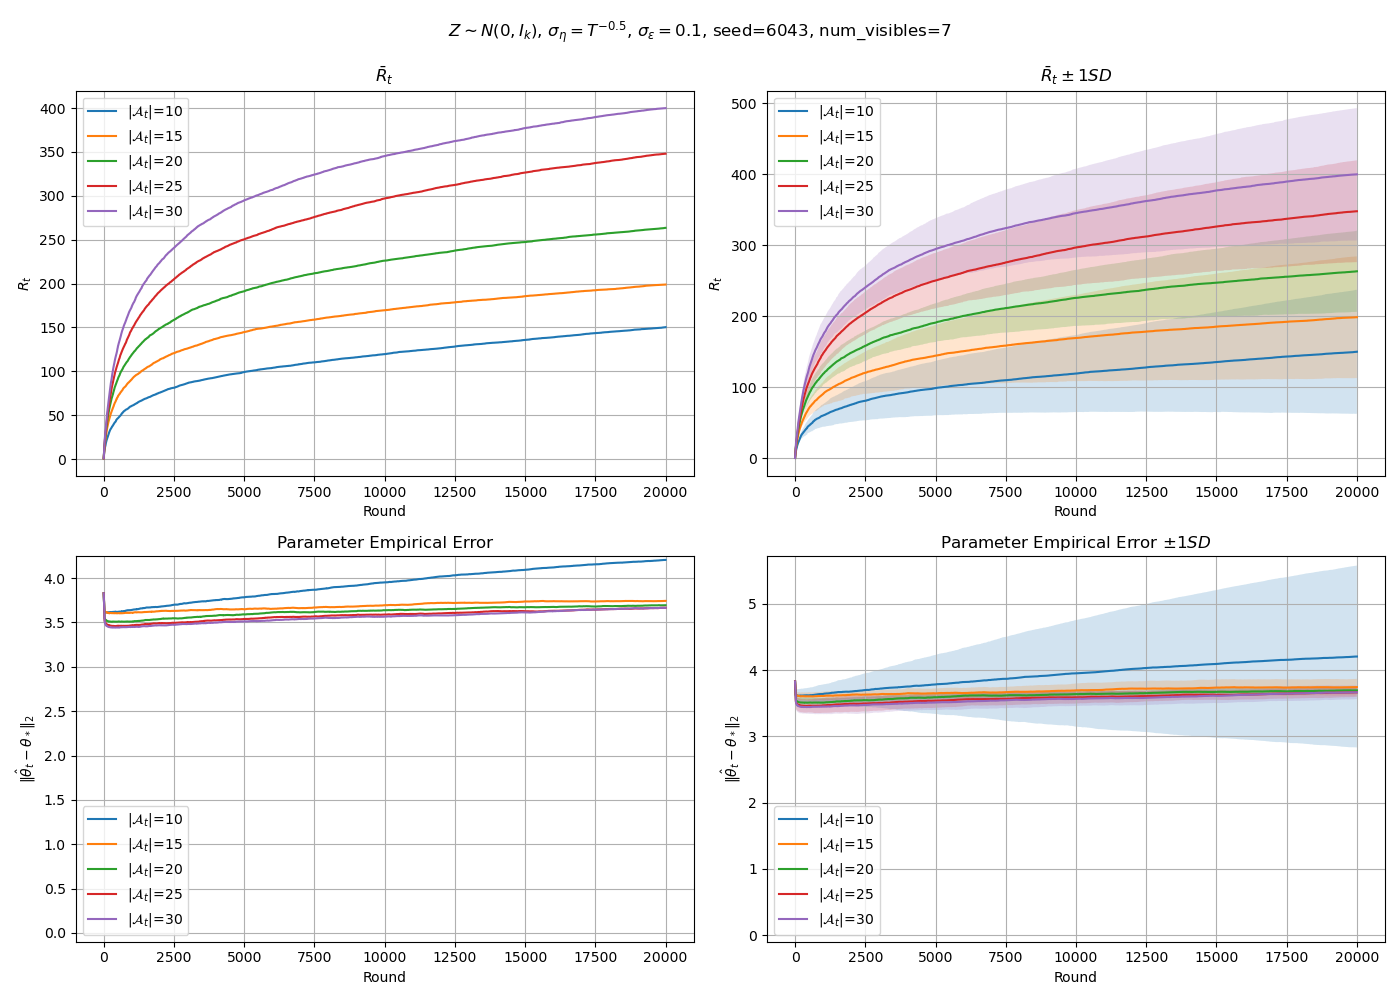 Z ~ N(0, I_k), σ_η = T^{-0.5}, σ_ε = 0.1, seed=6043, num_visibles=7
R̄_t
R_t
400
350
300
250
200
150
100
50
0
|𝒜_t|=10
|𝒜_t|=15
|𝒜_t|=20
|𝒜_t|=25
|𝒜_t|=30
0 2500 5000 7500 10000 12500 15000 17500 20000
Round
R̄_t ± 1SD
R_t
500
400
300
200
100
0
|𝒜_t|=10
|𝒜_t|=15
|𝒜_t|=20
|𝒜_t|=25
|𝒜_t|=30
0 2500 5000 7500 10000 12500 15000 17500 20000
Round
Parameter Empirical Error
‖θ̂_t − θ_*‖_2
4.0
3.5
3.0
2.5
2.0
1.5
1.0
0.5
0.0
|𝒜_t|=10
|𝒜_t|=15
|𝒜_t|=20
|𝒜_t|=25
|𝒜_t|=30
0 2500 5000 7500 10000 12500 15000 17500 20000
Round
Parameter Empirical Error ±1SD
‖θ̂_t − θ_*‖_2
5
4
3
2
1
0
|𝒜_t|=10
|𝒜_t|=15
|𝒜_t|=20
|𝒜_t|=25
|𝒜_t|=30
0 2500 5000 7500 10000 12500 15000 17500 20000
Round